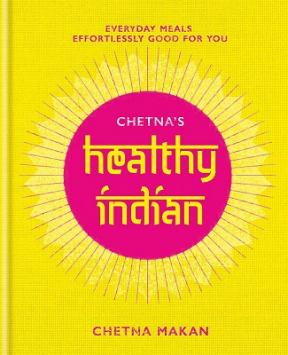 EVERYDAY MEALS
EFFORTLESSLY GOOD FOR YOU
CHETNA'S
healthy
indian
CHETNA MAKAN